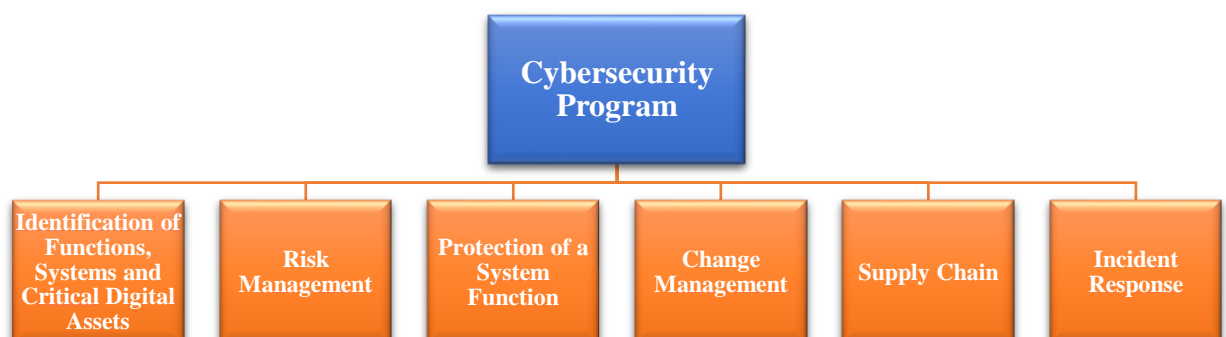 Cybersecurity
Program
Identification of
Functions,
Systems and
Critical Digital
Assets
Risk
Management
Protection of a
System
Function
Change
Management
Supply Chain
Incident
Response